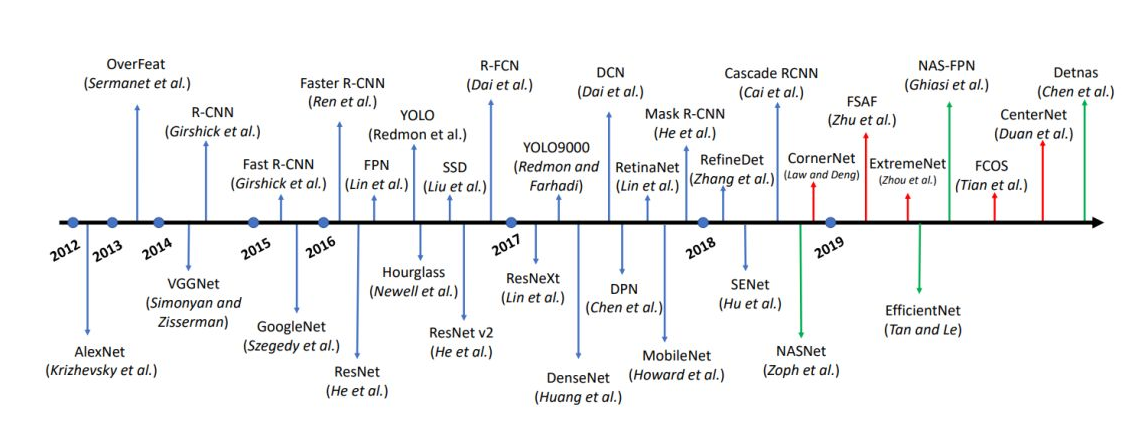 OverFeat
(Sermanet et al.)
R-CNN
(Girshick et al.)
Fast R-CNN
(Girshick et al.)
Faster R-CNN
(Ren et al.)
FPN
(Lin et al.)
YOLO
(Redmon et al.)
SSD
(Liu et al.)
R-FCN
(Dai et al.)
YOLO9000
(Redmon and
Farhadi)
DCN
(Dai et al.)
RetinaNet
(Lin et al.)
Mask R-CNN
(He et al.)
RefineDet
(Zhang et al.)
Cascade RCNN
(Cai et al.)
CornerNet
(Law and Deng)
FSAF
(Zhu et al.)
ExtremeNet
(Zhou et al.)
NAS-FPN
(Ghiasi et al.)
FCOS
(Tian et al.)
CenterNet
(Duan et al.)
Detnas
(Chen et al.)
2012
2013
2014
2015
2016
2017
2018
2019
AlexNet
(Krizhevsky et al.)
VGGNet
(Simonyan and
Zisserman)
GoogleNet
(Szegedy et al.)
ResNet
(He et al.)
Hourglass
(Newell et al.)
ResNet v2
(He et al.)
ResNeXt
(Lin et al.)
DenseNet
(Huang et al.)
DPN
(Chen et al.)
MobileNet
(Howard et al.)
SENet
(Hu et al.)
NASNet
(Zoph et al.)
EfficientNet
(Tan and Le)